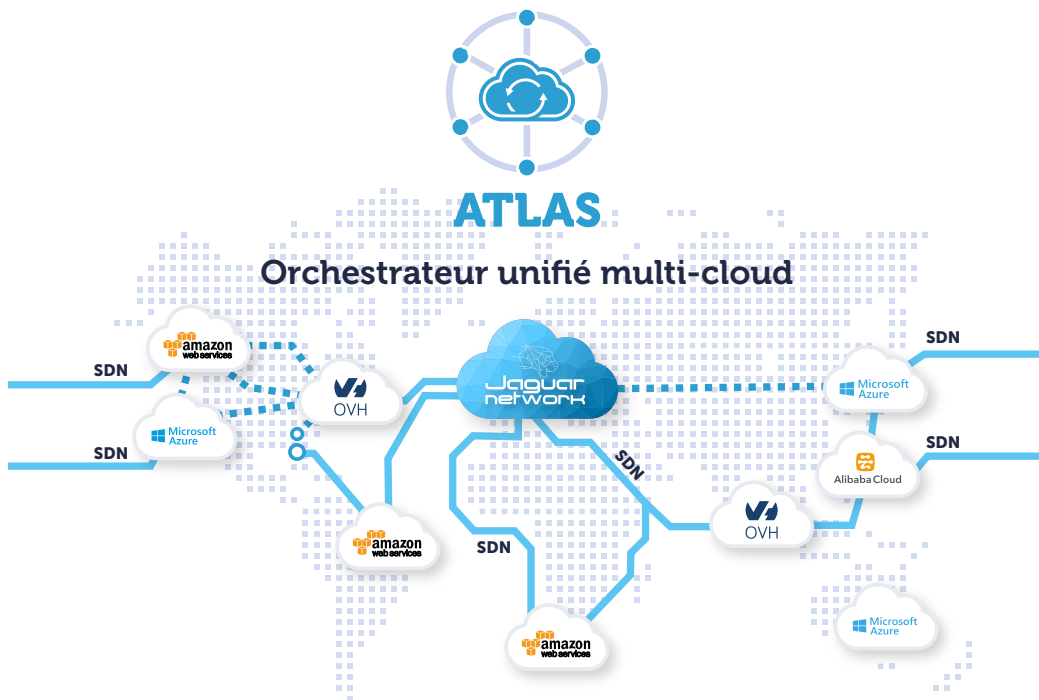 ATLAS
Orchestrateur unifié multi-cloud
SDN
amazon
web services
OVH
Jaguar
network
SDN
Microsoft
Azure
Microsoft
Azure
SDN
SDN
SDN
Alibaba Cloud
amazon
web services
SDN
OVH
amazon
web services
Microsoft
Azure